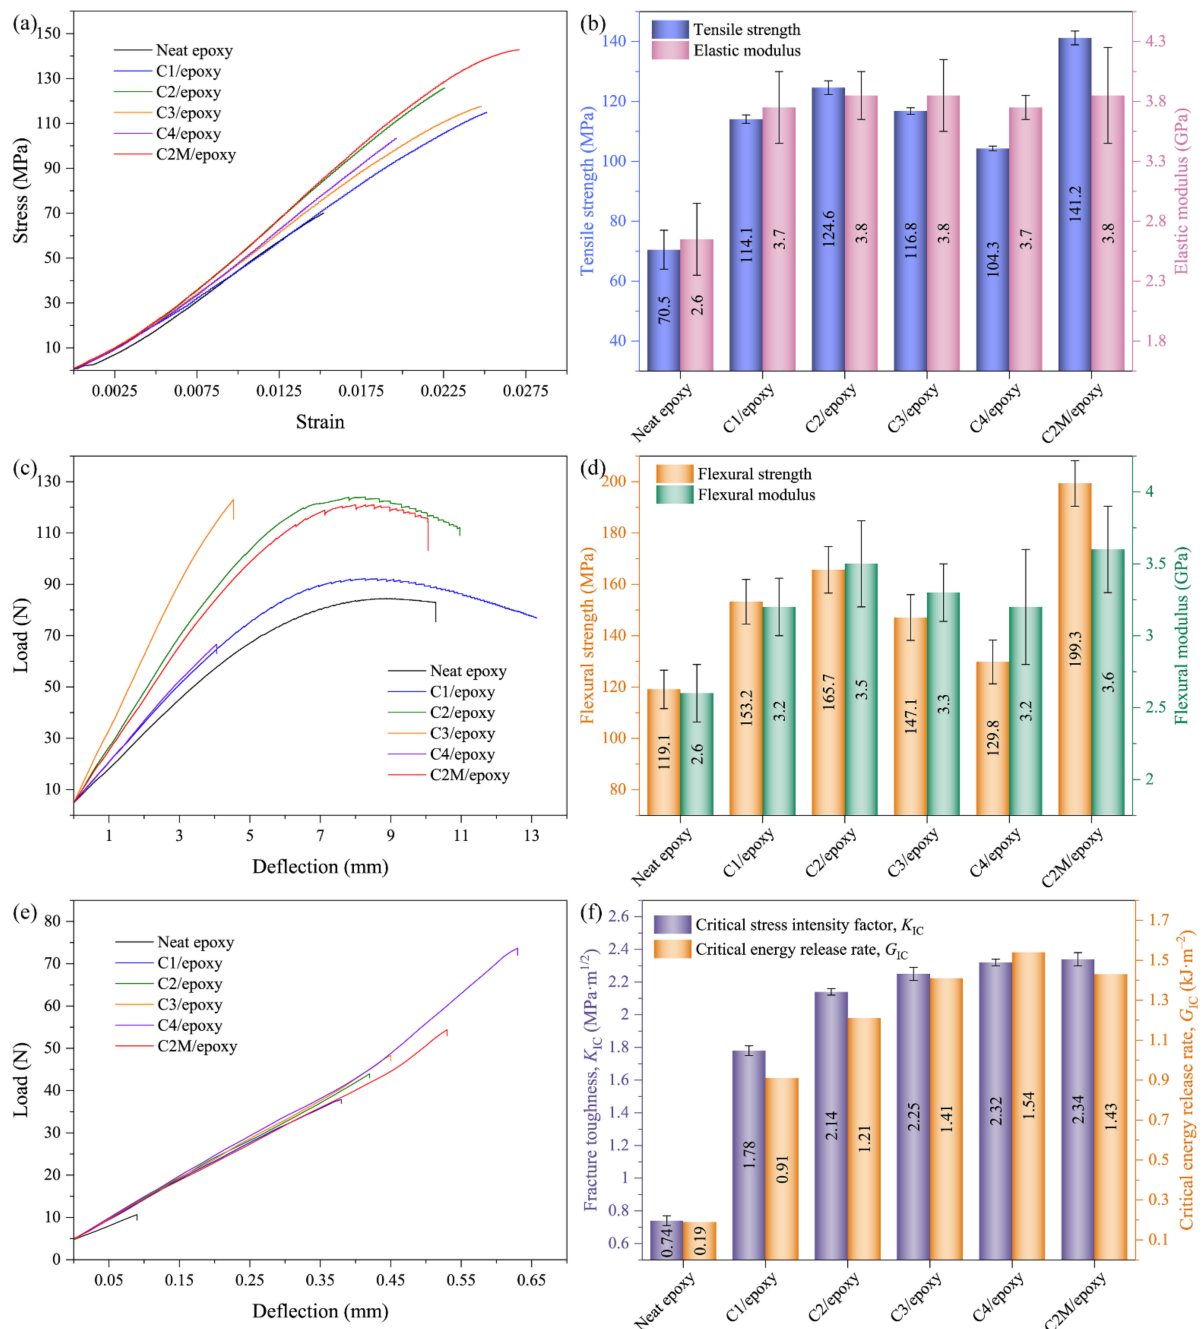 (a)
150
130
110
90
70
50
30
10
Stress (MPa)
Neat epoxy
C1/epoxy
C2/epoxy
C3/epoxy
C4/epoxy
C2M/epoxy
0.0025 0.0075 0.0125 0.0175 0.0225 0.0275
Strain
(b)
Tensile strength
Elastic modulus
140
120
100
80
60
40
Tensile strength (MPa)
70.5
2.6
114.1
3.7
124.6
3.8
116.8
3.8
104.3
3.7
141.2
3.8
4.3
3.8
3.3
2.8
2.3
1.8
Elastic modulus (GPa)
Neat epoxy
C1/epoxy
C2/epoxy
C3/epoxy
C4/epoxy
C2M/epoxy
(c)
130
110
90
70
50
30
10
Load (N)
Neat epoxy
C1/epoxy
C2/epoxy
C3/epoxy
C4/epoxy
C2M/epoxy
1 3 5 7 9 11 13
Deflection (mm)
(d)
Flexural strength
Flexural modulus
200
180
160
140
120
100
80
Flexural strength (MPa)
119.1
2.6
153.2
3.2
165.7
3.5
147.1
3.3
129.8
3.2
199.3
3.6
4
3.5
3
2.5
2
Flexural modulus (GPa)
Neat epoxy
C1/epoxy
C2/epoxy
C3/epoxy
C4/epoxy
C2M/epoxy
(e)
80
70
60
50
40
30
20
10
0
Load (N)
Neat epoxy
C1/epoxy
C2/epoxy
C3/epoxy
C4/epoxy
C2M/epoxy
0.05 0.15 0.25 0.35 0.45 0.55 0.65
Deflection (mm)
(f)
Critical stress intensity factor, K_IC
Critical energy release rate, G_IC
2.6
2.4
2.2
2
1.8
1.6
1.4
1.2
1
0.8
0.6
Fracture toughness, K_IC (MPa·m^1/2)
0.74
0.19
1.78
0.91
2.14
1.21
2.25
1.41
2.32
1.54
2.34
1.43
1.7
1.5
1.3
1.1
0.9
0.7
0.5
0.3
0.1
Critical energy release rate, G_IC (kJ·m⁻²)
Neat epoxy
C1/epoxy
C2/epoxy
C3/epoxy
C4/epoxy
C2M/epoxy